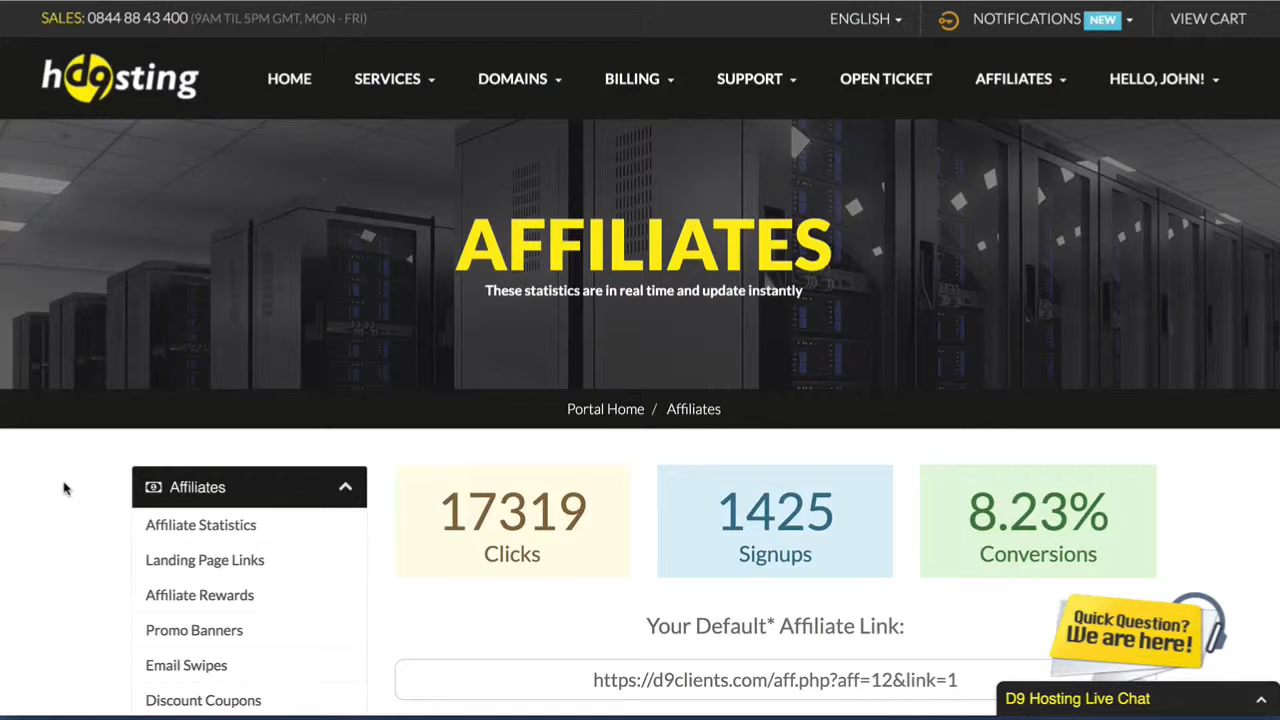 SALES: 0844 88 43 400 (9AM TIL 5PM GMT, MON - FRI)
ENGLISH
NOTIFICATIONS NEW
VIEW CART
hd9sting
HOME
SERVICES
DOMAINS
BILLING
SUPPORT
OPEN TICKET
AFFILIATES
HELLO, JOHN!
AFFILIATES
These statistics are in real time and update instantly
Portal Home / Affiliates
Affiliates
Affiliate Statistics
Landing Page Links
Affiliate Rewards
Promo Banners
Email Swipes
Discount Coupons
17319
Clicks
1425
Signups
8.23%
Conversions
Your Default* Affiliate Link:
https://d9clients.com/aff.php?aff=12&link=1
Quick Question?
We are here!
D9 Hosting Live Chat